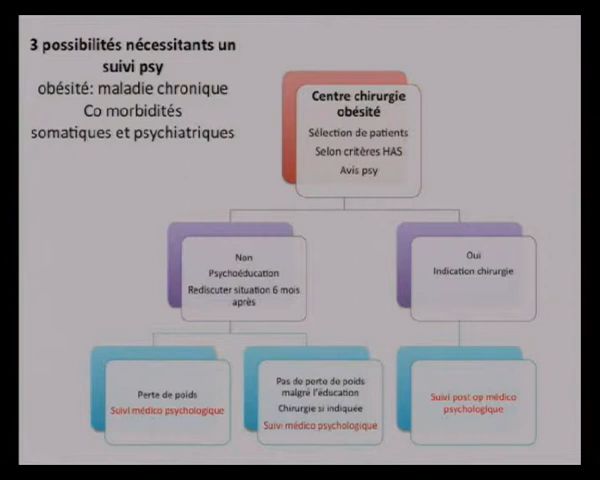 3 possibilités nécessitants un
suivi psy
obésité: maladie chronique
Co morbidités
somatiques et psychiatriques
Centre chirurgie
obésité
Sélection de patients
Selon critères HAS
Avis psy
Non
Psychoéducation
Rediscuter situation 6 mois
après
Oui
Indication chirurgie
Perte de poids
Suivi médico psychologique
Pas de perte de poids
malgré l'éducation
Chirurgie si indiquée
Suivi médico psychologique
Suivi post op médico
psychologique